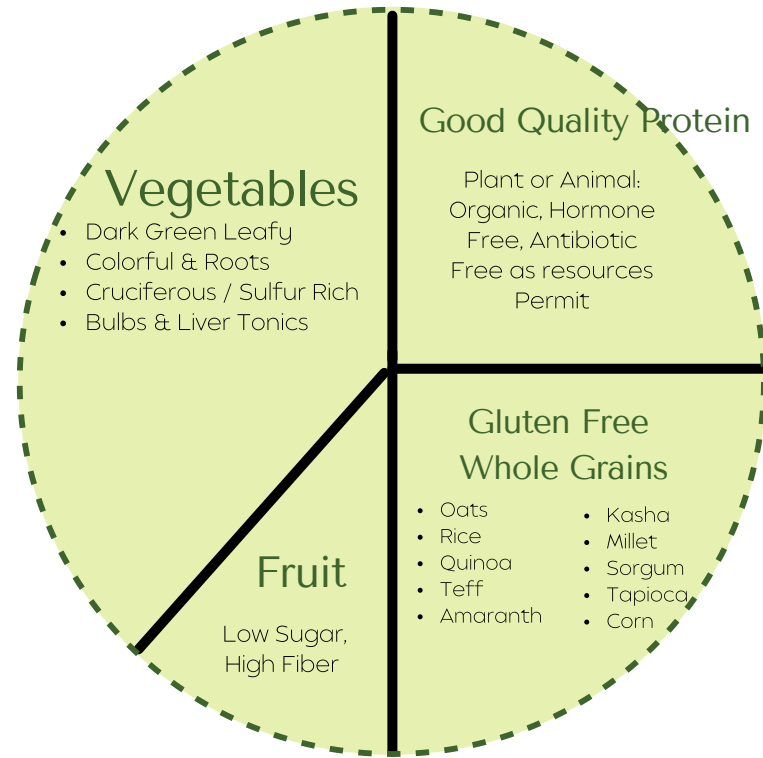 Vegetables
• Dark Green Leafy
• Colorful & Roots
• Cruciferous / Sulfur Rich
• Bulbs & Liver Tonics
Good Quality Protein
Plant or Animal:
Organic, Hormone
Free, Antibiotic
Free as resources
Permit
Fruit
Low Sugar,
High Fiber
Gluten Free
Whole Grains
• Oats
• Rice
• Quinoa
• Teff
• Amaranth
• Kasha
• Millet
• Sorgum
• Tapioca
• Corn